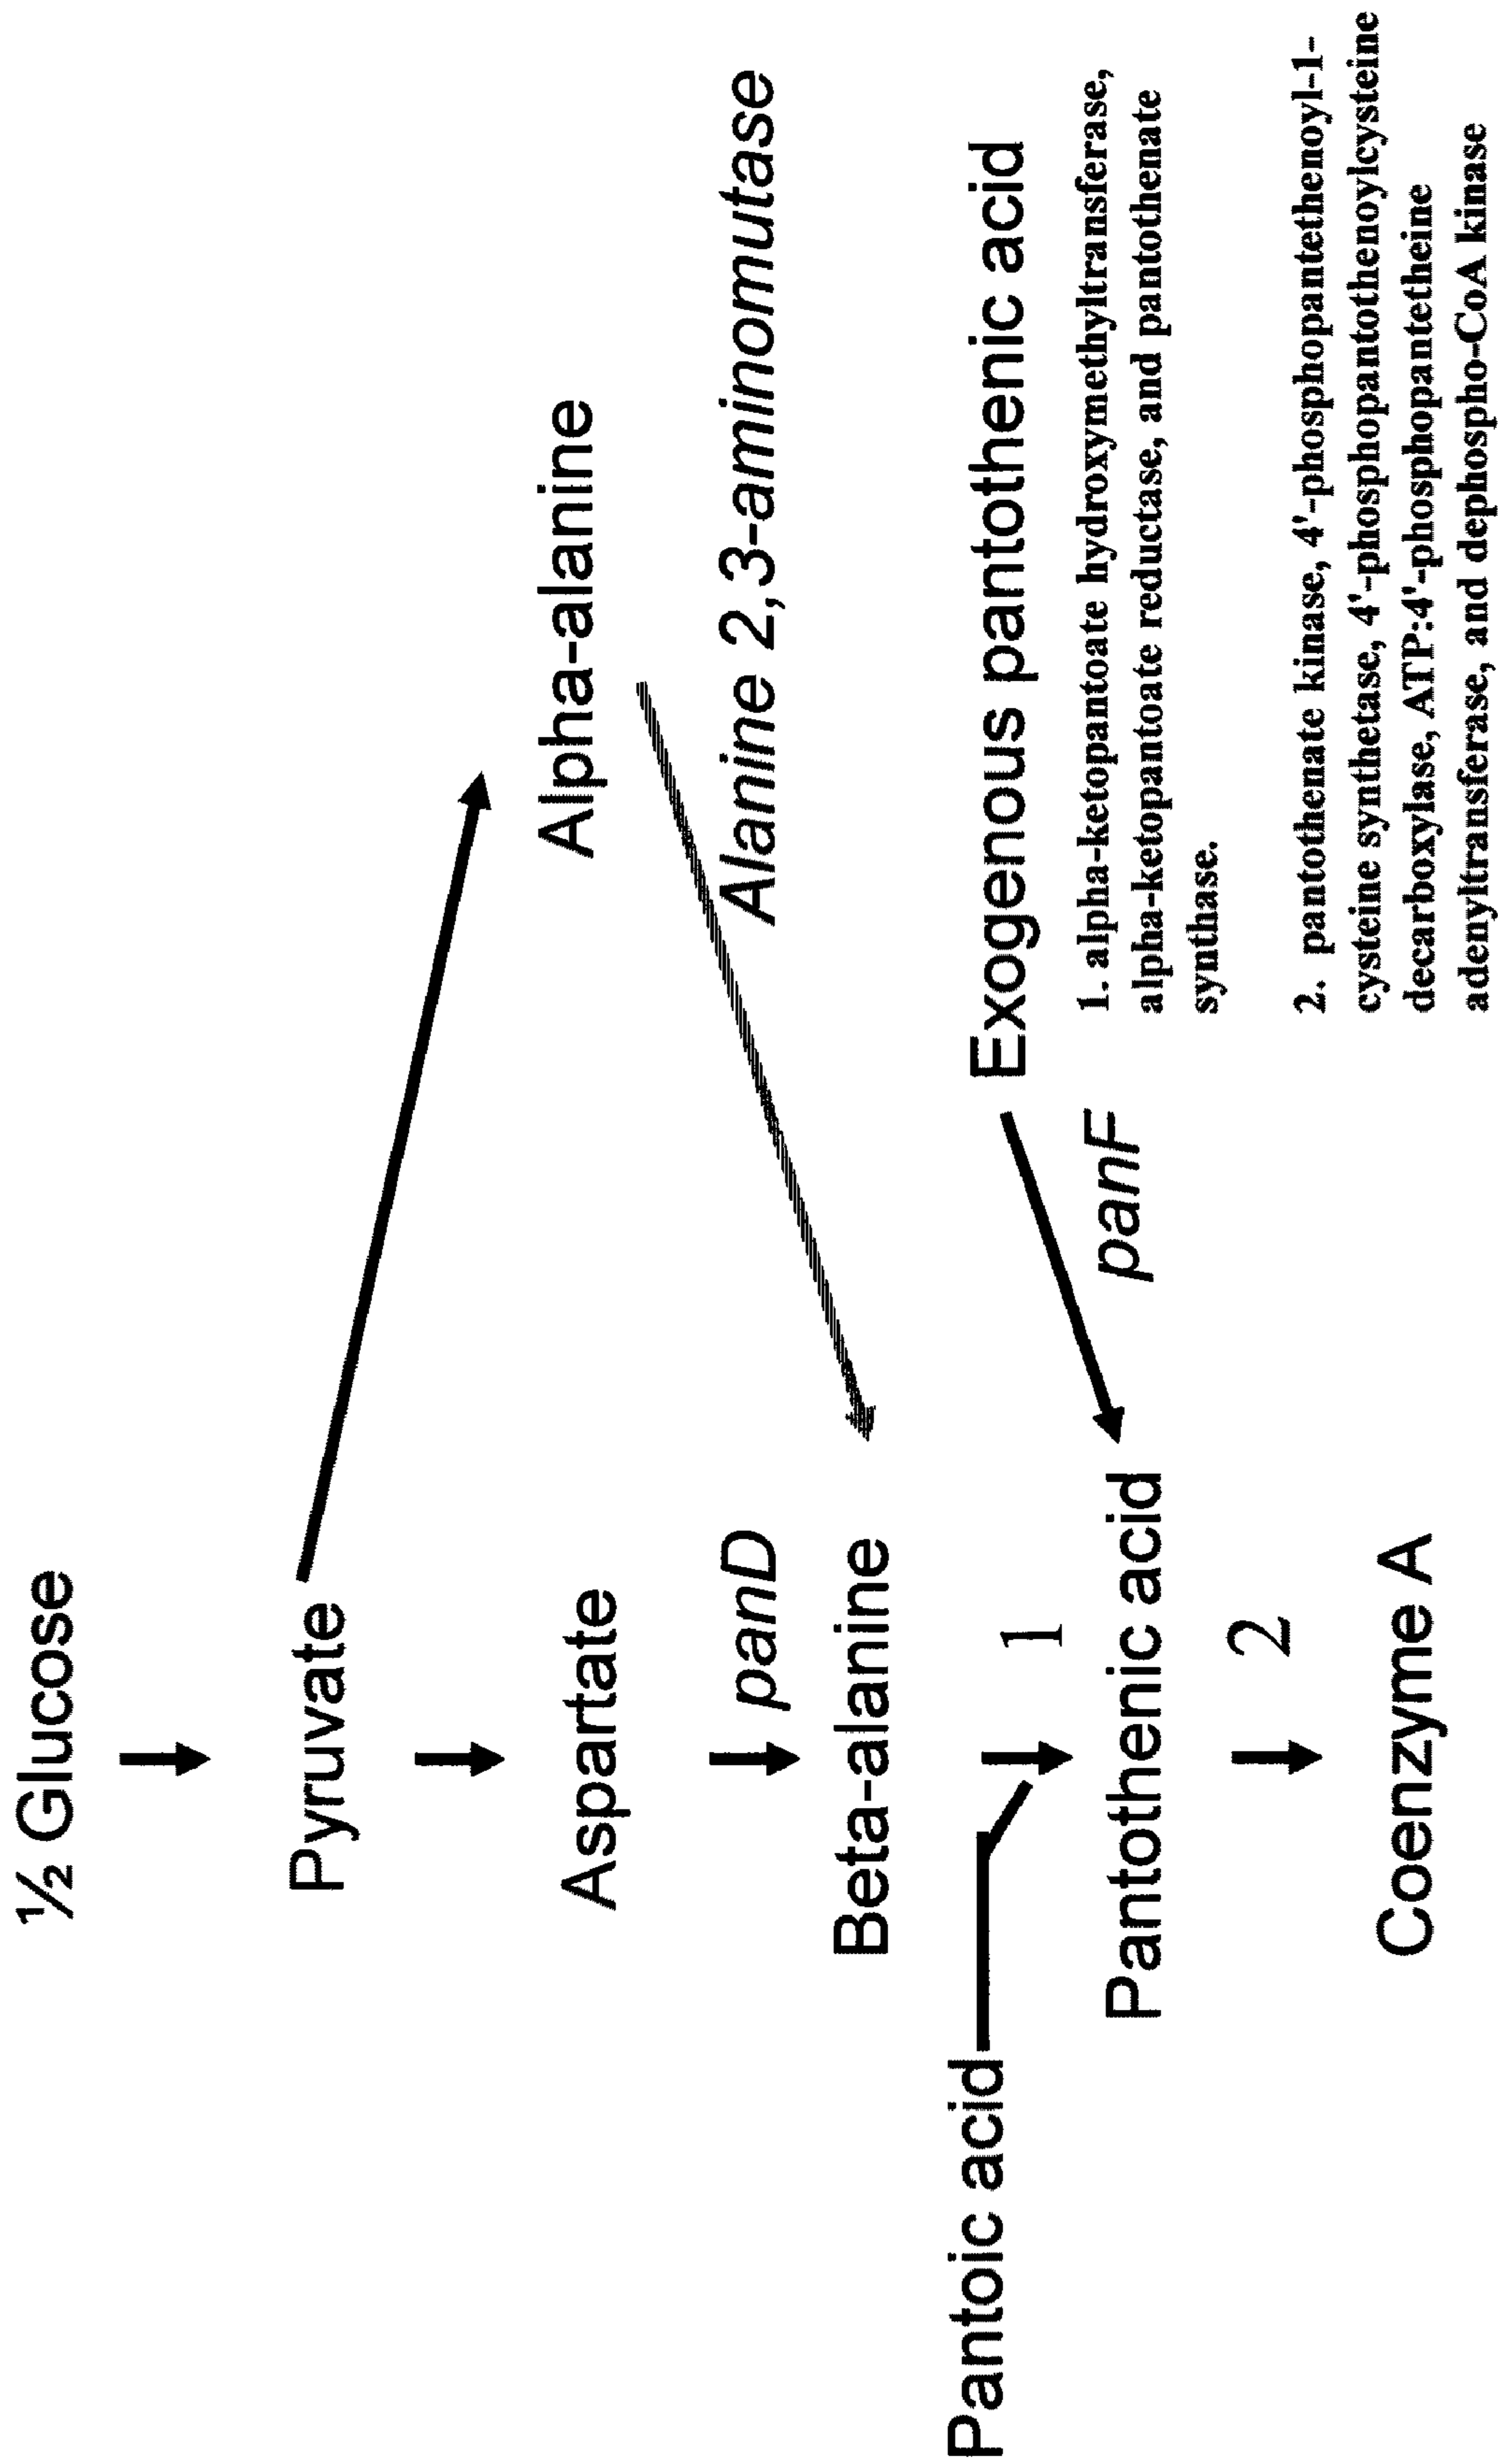 ½ Glucose
Pyruvate
Alpha-alanine
Aspartate
panD
Alanine 2,3-aminomutase
Beta-alanine
Pantoic acid
1
Exogenous pantothenic acid
panF
Pantothenic acid
2
Coenzyme A
1. alpha-ketopantoate hydroxymethyltransferase,
alpha-ketopantoate reductase, and pantothenate
synthase.
2. pantothenate kinase, 4'-phosphopantethenoyl-1-
cysteine synthetase, 4'-phosphopantothenoylcysteine
decarboxylase, ATP:4'-phosphopantetheine
adenyltransferase, and dephospho-CoA kinase